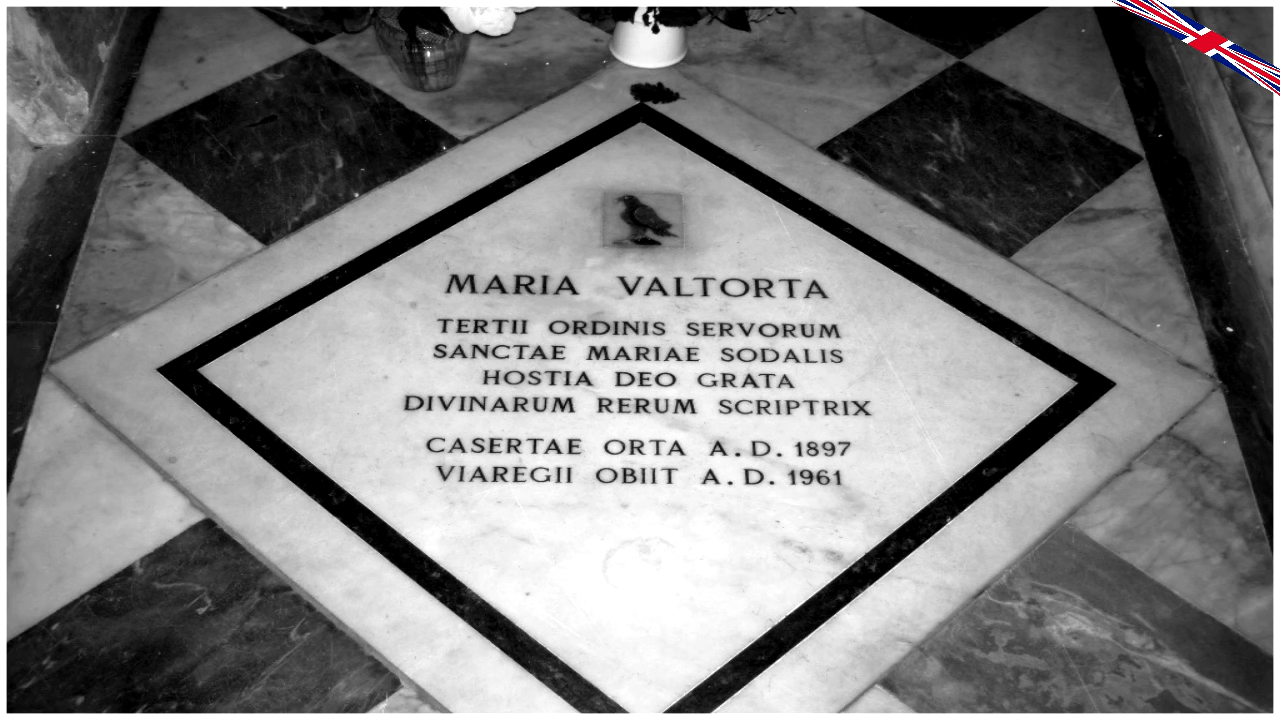 MARIA VALTORTA
TERTII ORDINIS SERVORUM
SANCTAE MARIAE SODALIS
HOSTIA DEO GRATA
DIVINARUM RERUM SCRIPTRIX
CASERTAE ORTA A.D. 1897
VIAREGII OBIIT A.D. 1961